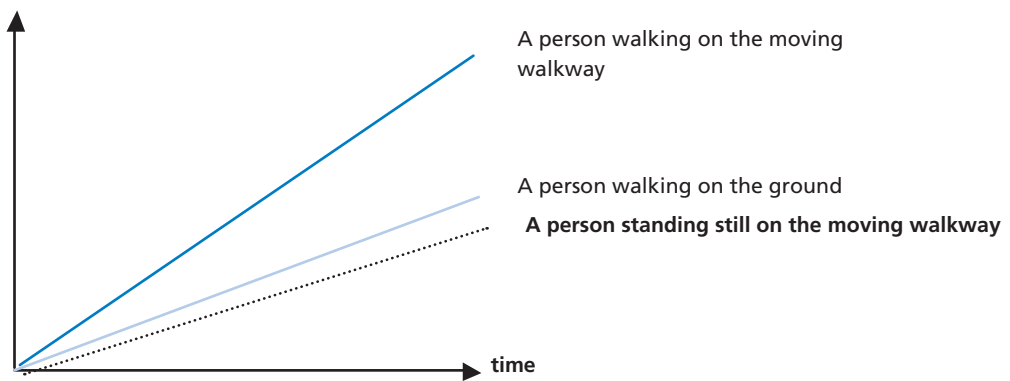 A person walking on the moving
walkway
A person walking on the ground
A person standing still on the moving walkway
time